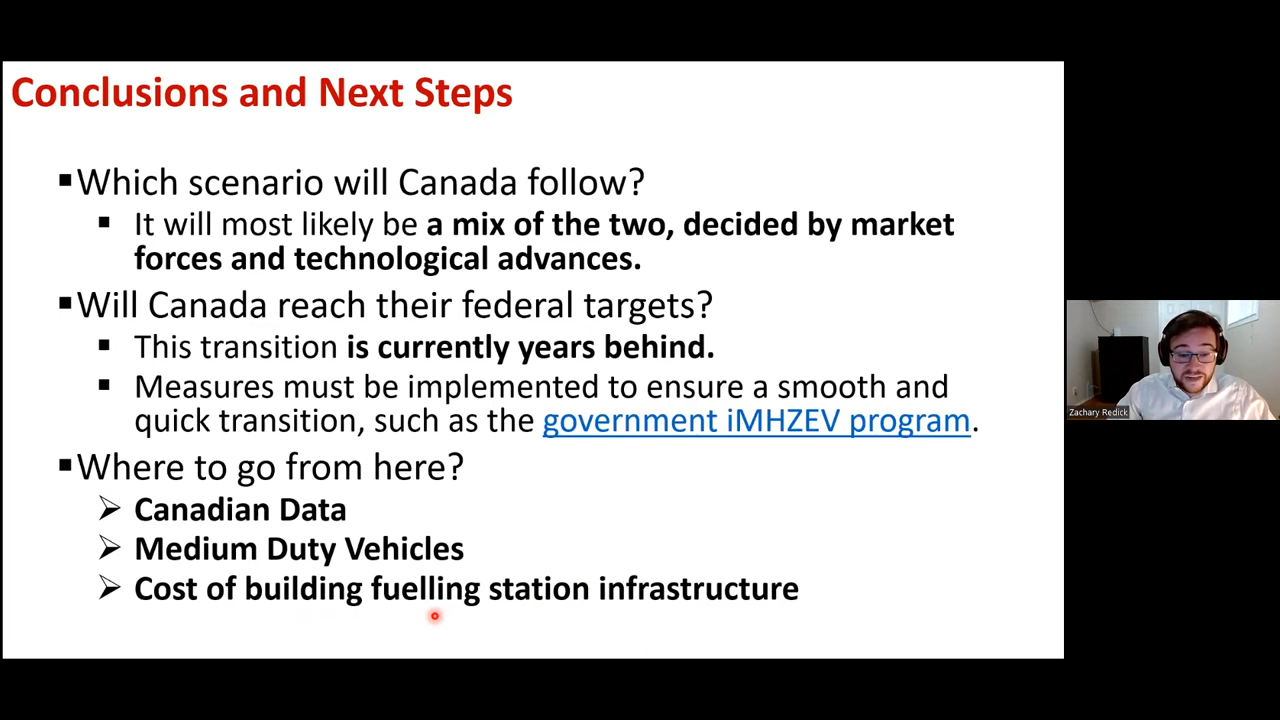 Conclusions and Next Steps
▪Which scenario will Canada follow?
▪ It will most likely be a mix of the two, decided by market
forces and technological advances.
▪Will Canada reach their federal targets?
▪ This transition is currently years behind.
▪ Measures must be implemented to ensure a smooth and
quick transition, such as the government iMHZEV program.
▪Where to go from here?
➢ Canadian Data
➢ Medium Duty Vehicles
➢ Cost of building fuelling station infrastructure
Zachary Redick